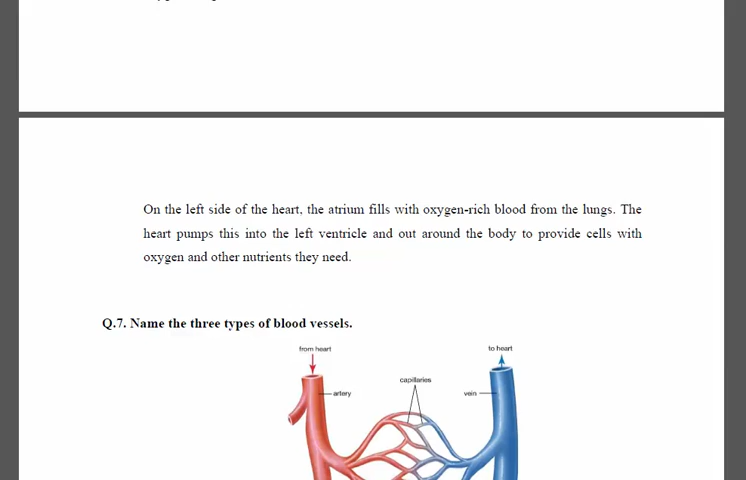 On the left side of the heart, the atrium fills with oxygen-rich blood from the lungs. The
heart pumps this into the left ventricle and out around the body to provide cells with
oxygen and other nutrients they need.
Q.7. Name the three types of blood vessels.
from heart
to heart
capillaries
artery
vein